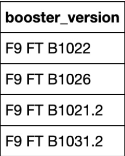 booster_version
F9 FT B1022
F9 FT B1026
F9 FT B1021.2
F9 FT B1031.2